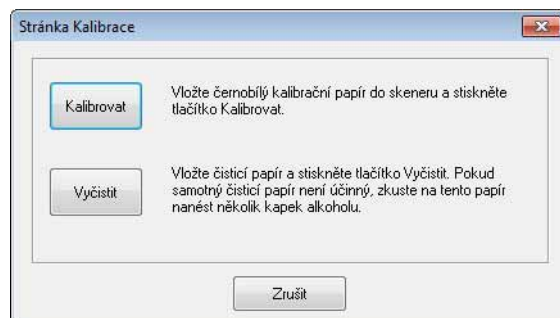 Stránka Kalibrace
Kalibrovat
Vložte černobílý kalibrační papír do skeneru a stiskněte
tlačítko Kalibrovat.
Vyčistit
Vložte čisticí papír a stiskněte tlačítko Vyčistit. Pokud
samotný čisticí papír není účinný, zkuste na tento papír
nanést několik kapek alkoholu.
Zrušit